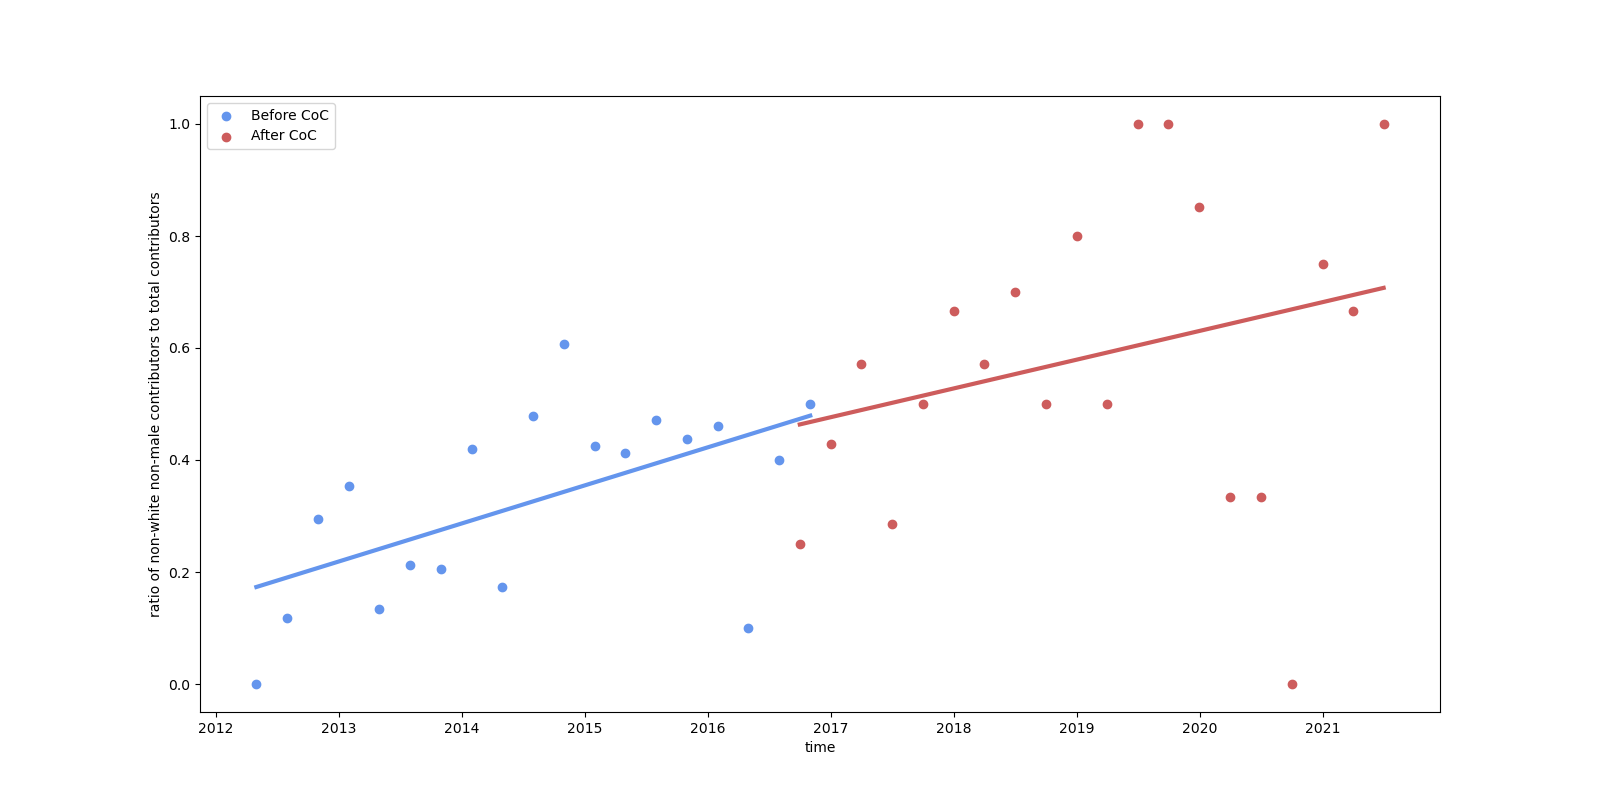 Before CoC
After CoC
ratio of non-white non-male contributors to total contributors
1.0
0.8
0.6
0.4
0.2
0.0
2012 2013 2014 2015 2016 2017 2018 2019 2020 2021
time